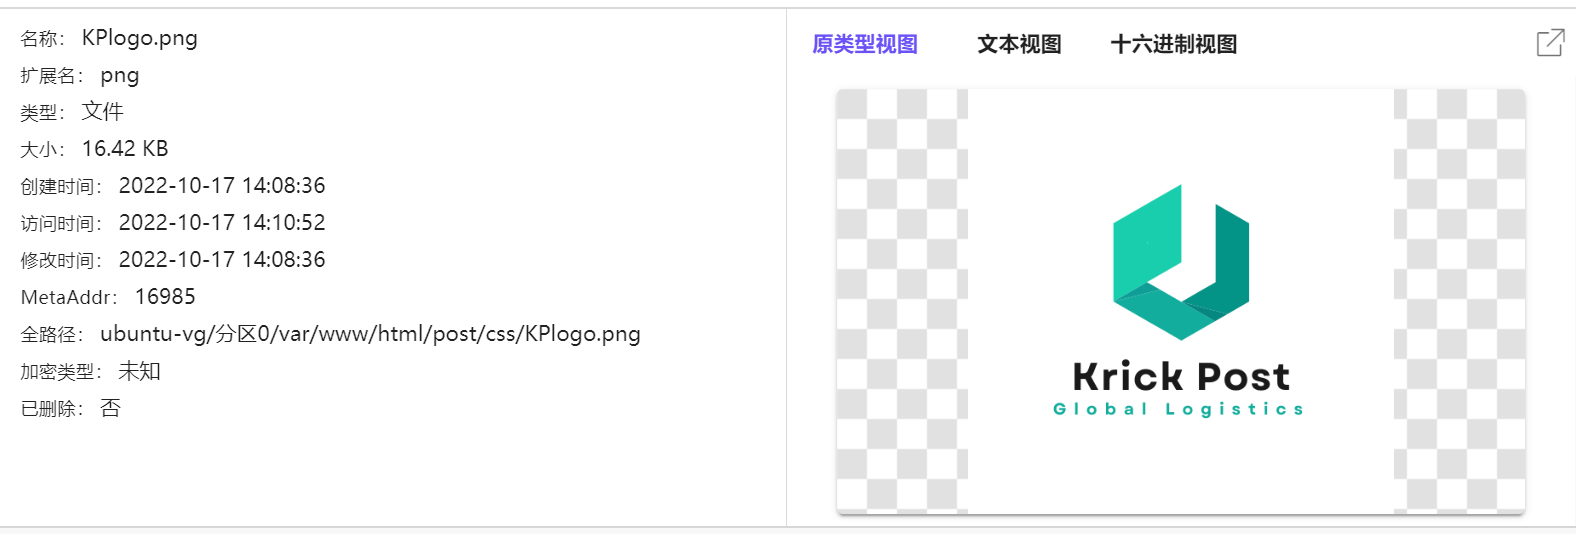 名称： KPlogo.png
扩展名： png
类型： 文件
大小： 16.42 KB
创建时间： 2022-10-17 14:08:36
访问时间： 2022-10-17 14:10:52
修改时间： 2022-10-17 14:08:36
MetaAddr： 16985
全路径： ubuntu-vg/分区0/var/www/html/post/css/KPlogo.png
加密类型： 未知
已删除： 否
原类型视图 文本视图 十六进制视图
Krick Post
Global Logistics